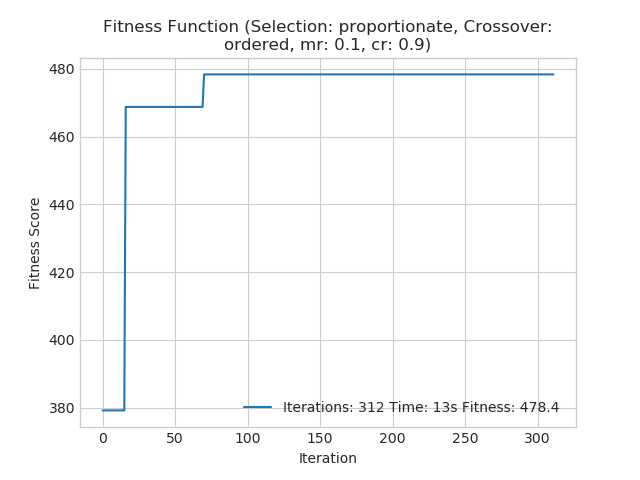 Fitness Function (Selection: proportionate, Crossover:
ordered, mr: 0.1, cr: 0.9)
480
460
440
420
400
380
Fitness Score
Iterations: 312 Time: 13s Fitness: 478.4
0 50 100 150 200 250 300
Iteration